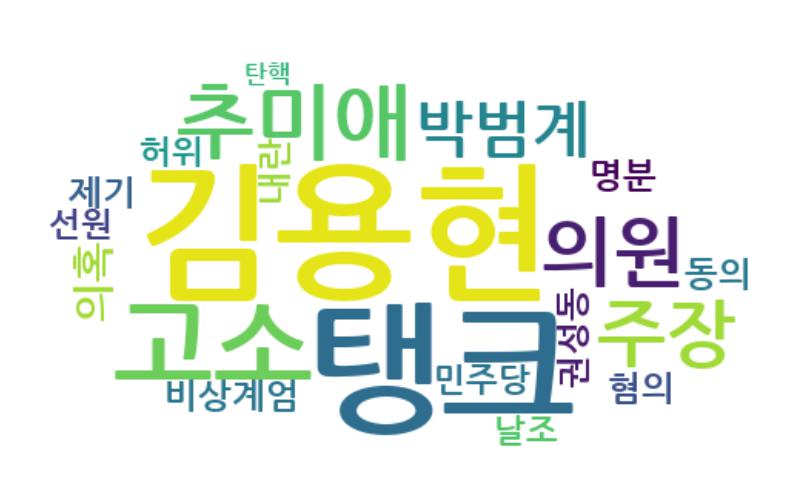 탄핵
추미애
박범계
허위
내란
명분
김용현
제기
선원
의원
의혹
동의
고소
탱크
권성동
주장
민주당
비상계엄
혐의
날조